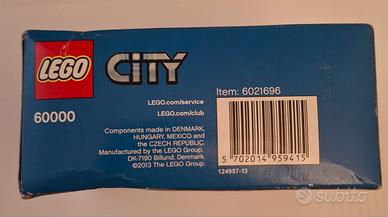 LEGO
CITY
Item: 6021696
LEGO.com/service
LEGO.com/club
60000
Components made in DENMARK,
HUNGARY, MEXICO and
the CZECH REPUBLIC.
Manufactured by the LEGO Group.
DK-7190 Billund, Denmark.
©2013 The LEGO Group.
5 702014 959415
124957-13
subito